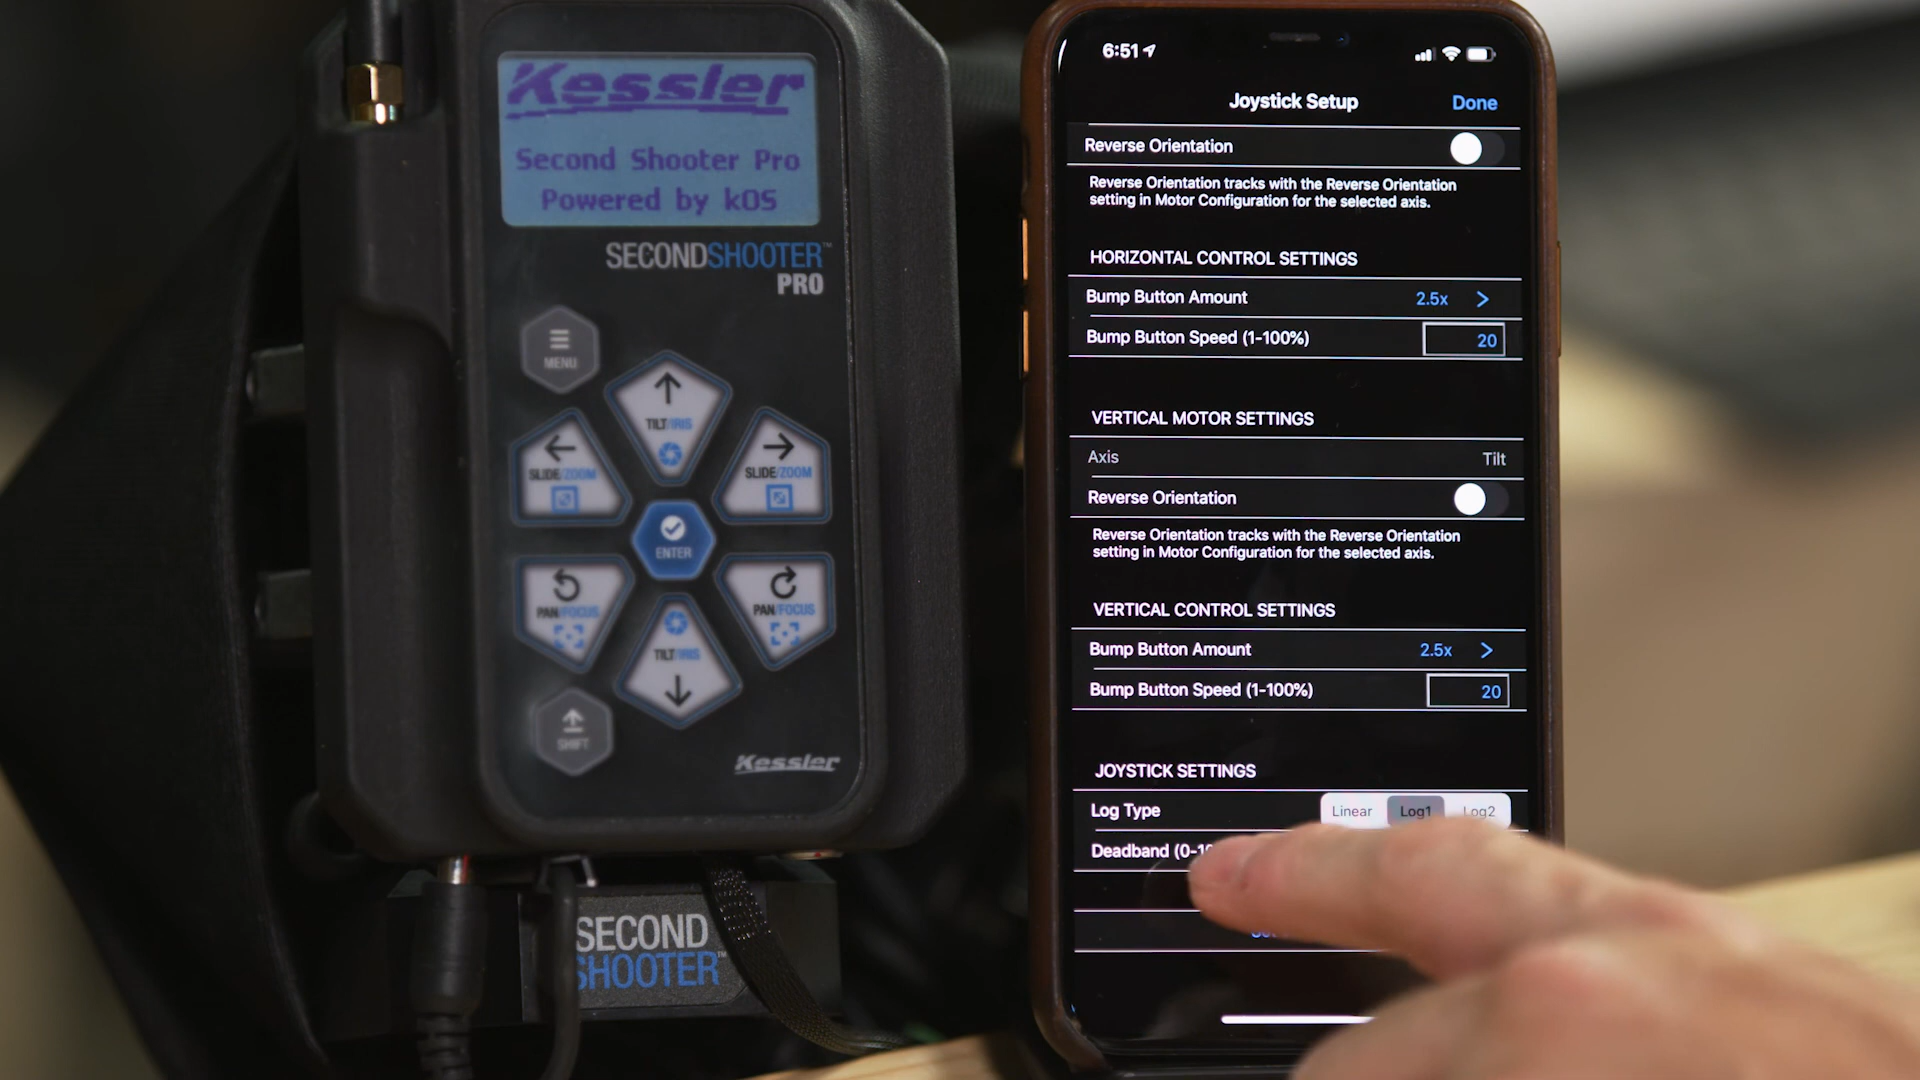 Kessler
Second Shooter Pro
Powered by kOS
SECONDSHOOTER™
PRO
MENU
TILT/IRIS
SLIDE/ZOOM
SLIDE/ZOOM
ENTER
PAN/FOCUS
PAN/FOCUS
TILT/IRIS
SHIFT
Kessler
SECOND
SHOOTER™
6:51
Joystick Setup
Done
Reverse Orientation
Reverse Orientation tracks with the Reverse Orientation
setting in Motor Configuration for the selected axis.
HORIZONTAL CONTROL SETTINGS
Bump Button Amount 2.5x >
Bump Button Speed (1-100%) 20
VERTICAL MOTOR SETTINGS
Axis Tilt
Reverse Orientation
Reverse Orientation tracks with the Reverse Orientation
setting in Motor Configuration for the selected axis.
VERTICAL CONTROL SETTINGS
Bump Button Amount 2.5x >
Bump Button Speed (1-100%) 20
JOYSTICK SETTINGS
Log Type Linear Log1 Log2
Deadband (0-1